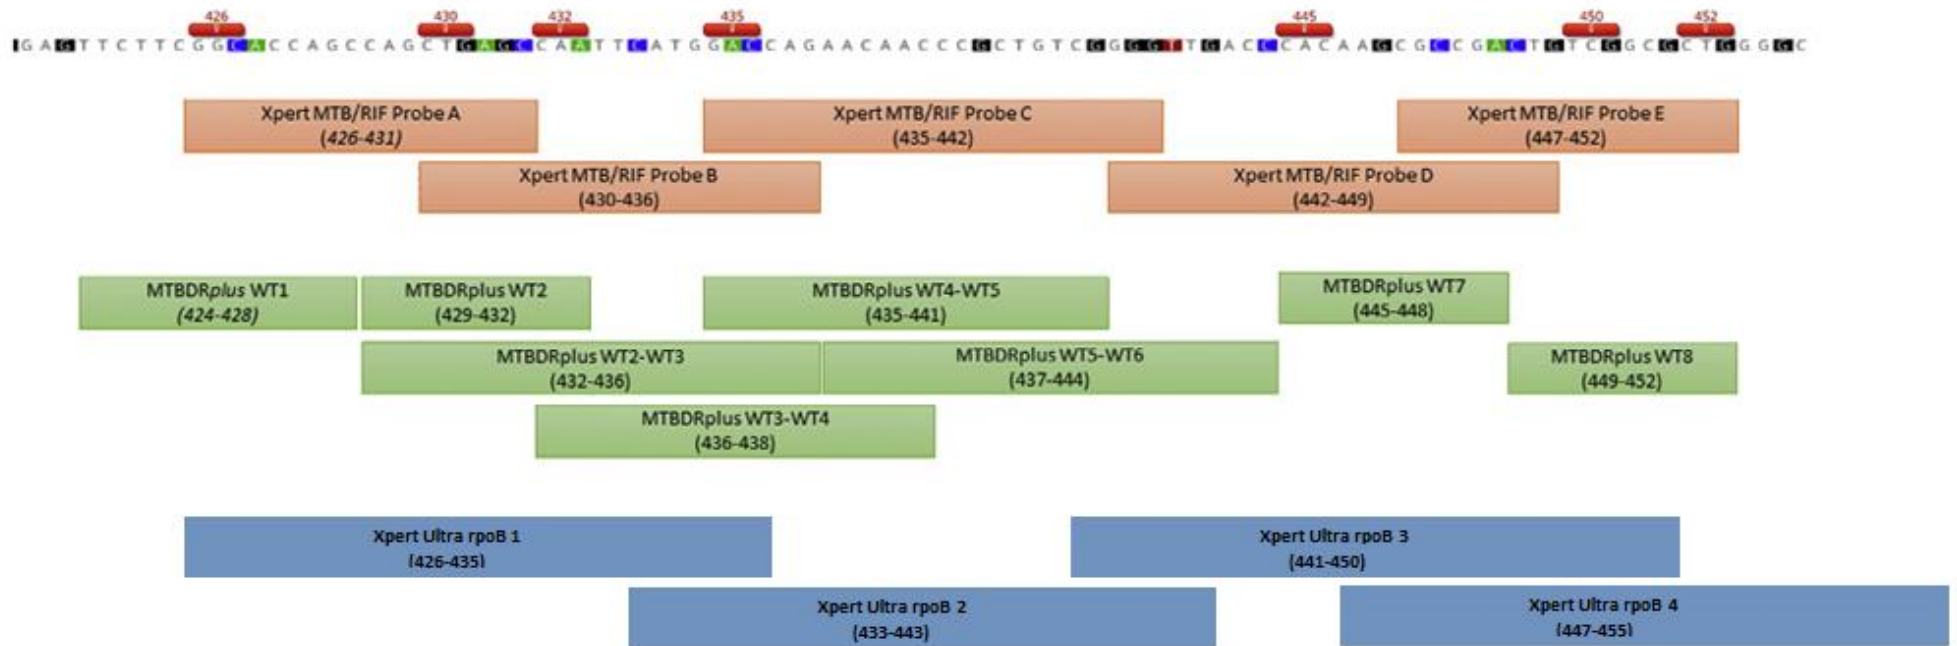 426 430 432 435 445 450 452
GAGTTCTTCGGCACCAGCCAGCTGAGCCAATTCATGGACCAGAACAACCCGCTGTCGGGGTTGACCCACAAGCGCCGACTGTCGGCGCTGGGGC
Xpert MTB/RIF Probe A
(426-431)
Xpert MTB/RIF Probe C
(435-442)
Xpert MTB/RIF Probe E
(447-452)
Xpert MTB/RIF Probe B
(430-436)
Xpert MTB/RIF Probe D
(442-449)
MTBDRplus WT1
(424-428)
MTBDRplus WT2
(429-432)
MTBDRplus WT4-WT5
(435-441)
MTBDRplus WT7
(445-448)
MTBDRplus WT2-WT3
(432-436)
MTBDRplus WT5-WT6
(437-444)
MTBDRplus WT8
(449-452)
MTBDRplus WT3-WT4
(436-438)
Xpert Ultra rpoB 1
(426-435)
Xpert Ultra rpoB 3
(441-450)
Xpert Ultra rpoB 2
(433-443)
Xpert Ultra rpoB 4
(447-455)